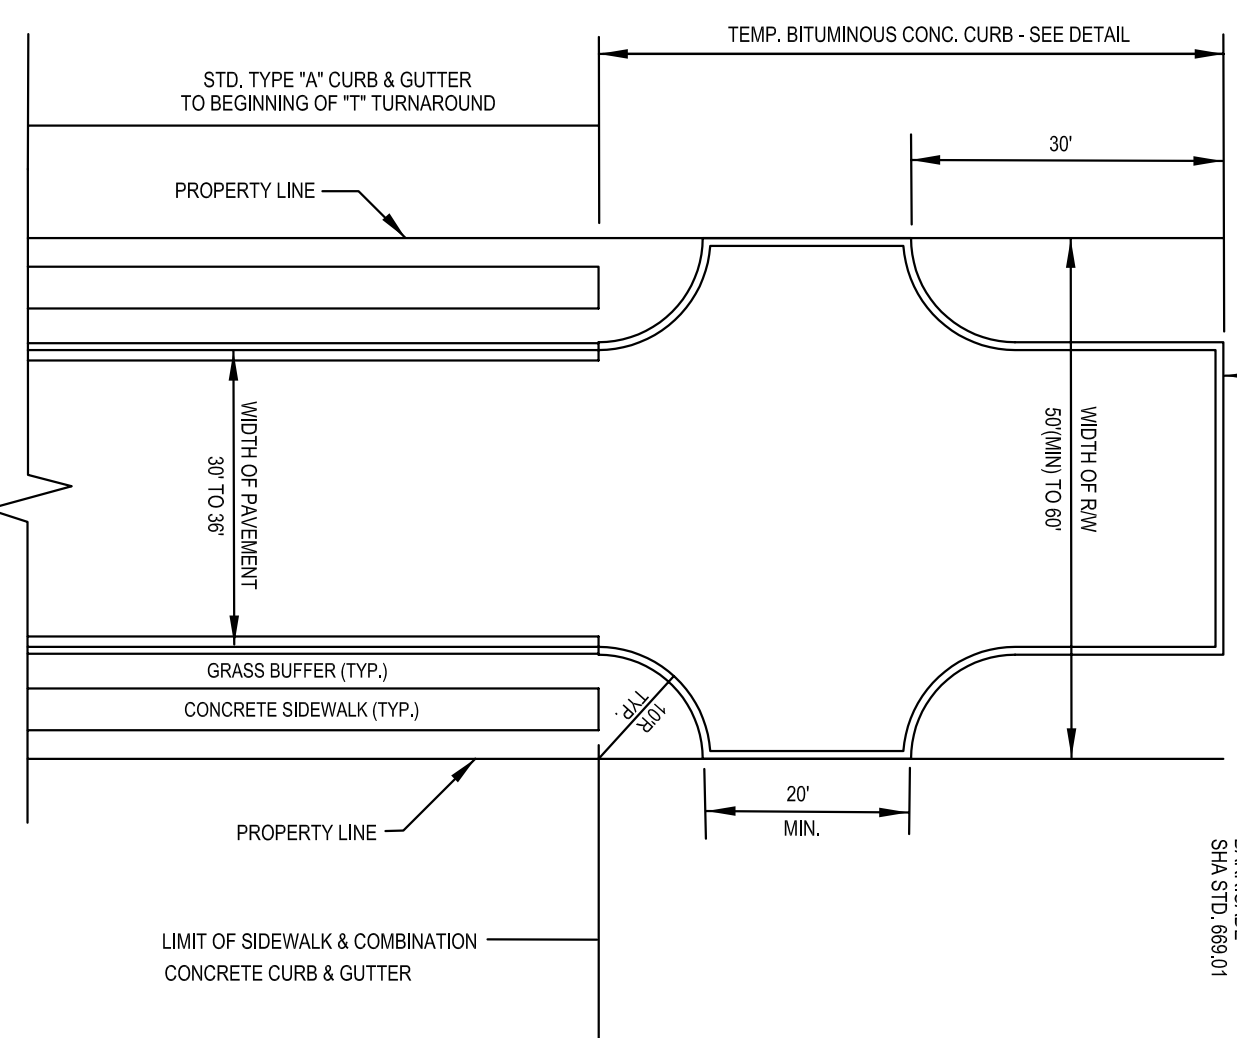 TEMP. BITUMINOUS CONC. CURB - SEE DETAIL
STD. TYPE "A" CURB & GUTTER
TO BEGINNING OF "T" TURNAROUND
30'
PROPERTY LINE
WIDTH OF PAVEMENT
30' TO 36'
WIDTH OF R/W
50'(MIN) TO 60'
GRASS BUFFER (TYP.)
CONCRETE SIDEWALK (TYP.)
10'R
TYP.
20'
MIN.
PROPERTY LINE
SHA STD. 669.01
LIMIT OF SIDEWALK & COMBINATION
CONCRETE CURB & GUTTER